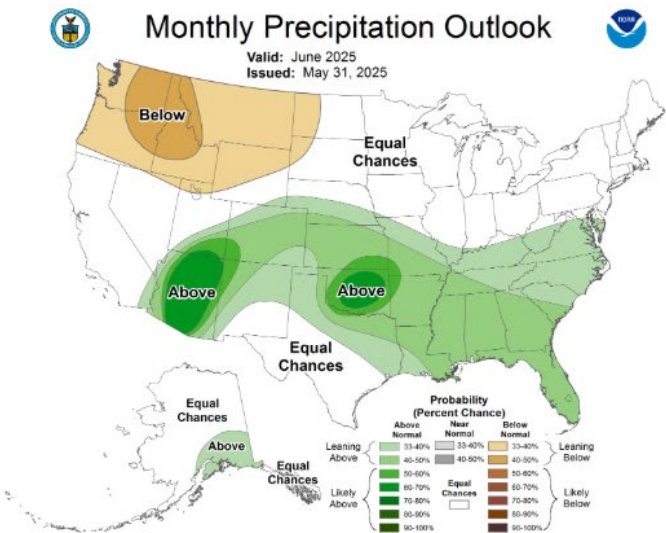 Monthly Precipitation Outlook
Valid: June 2025
Issued: May 31, 2025
NOAA
Below
Equal
Chances
Above
Above
Equal
Chances
Equal
Chances
Above
Equal
Chances
Probability
(Percent Chance)
Above
Normal
Near
Normal
Below
Normal
Leaning
Above
33-40%
40-50%
50-60%
60-70%
70-80%
80-90%
90-100%
Likely
Above
33-40%
40-50%
Equal
Chances
33-40%
40-50%
50-60%
60-70%
70-80%
80-90%
90-100%
Leaning
Below
Likely
Below